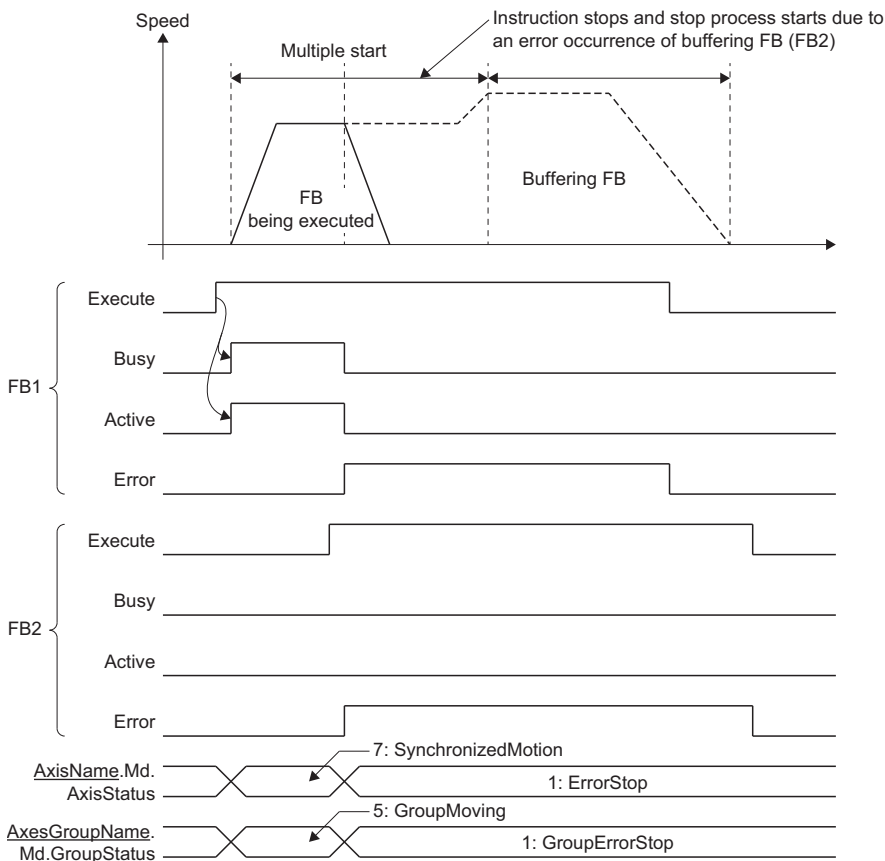 Speed
Instruction stops and stop process starts due to
an error occurrence of buffering FB (FB2)
Multiple start
FB
being executed
Buffering FB
FB1
Execute
Busy
Active
Error
FB2
Execute
Busy
Active
Error
AxisName.Md.
AxisStatus
7: SynchronizedMotion
1: ErrorStop
AxesGroupName.
Md.GroupStatus
5: GroupMoving
1: GroupErrorStop